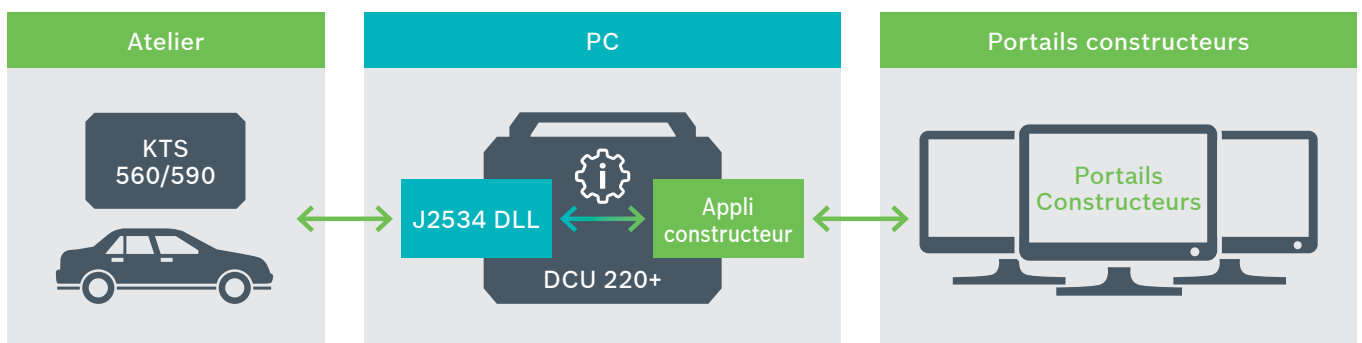 Atelier
PC
Portails constructeurs
KTS
560/590
J2534 DLL
Appli
constructeur
DCU 220+
Portails
Constructeurs